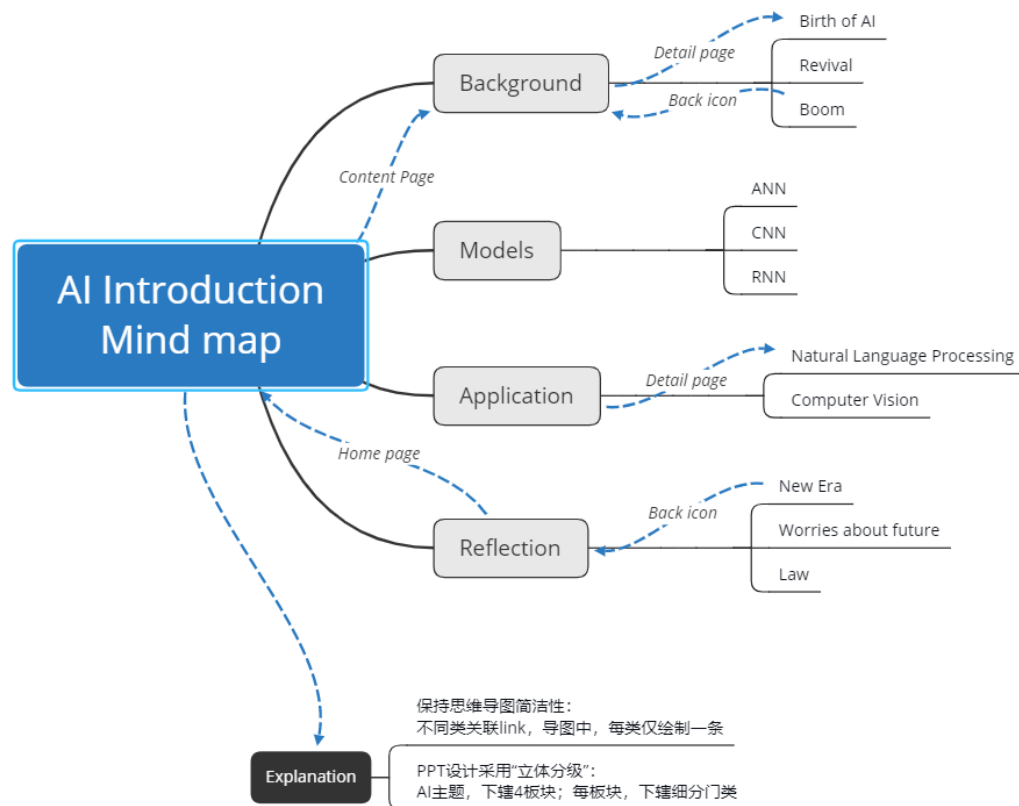 Birth of AI
Detail page
Background
Revival
Back icon
Boom
Content Page
ANN
Models
CNN
RNN
AI Introduction
Mind map
Natural Language Processing
Detail page
Application
Computer Vision
Home page
New Era
Back icon
Reflection
Worries about future
Law
保持思维导图简洁性：
不同类关联link，导图中，每类仅绘制一条
Explanation
PPT设计采用“立体分级”：
AI主题，下辖4板块；每板块，下辖细分门类